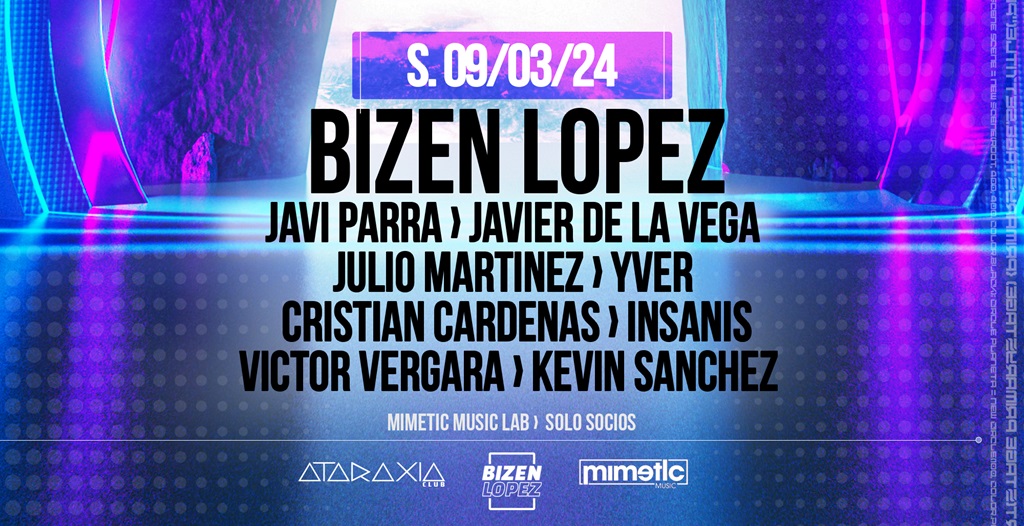 S. 09/03/24
BIZEN LOPEZ
JAVI PARRA › JAVIER DE LA VEGA
JULIO MARTINEZ › YVER
CRISTIAN CARDENAS › INSANIS
VICTOR VERGARA › KEVIN SANCHEZ
MIMETIC MUSIC LAB › SOLO SOCIOS
ATARAXIA
CLUB
BIZEN
LOPEZ
mimetic
MUSIC